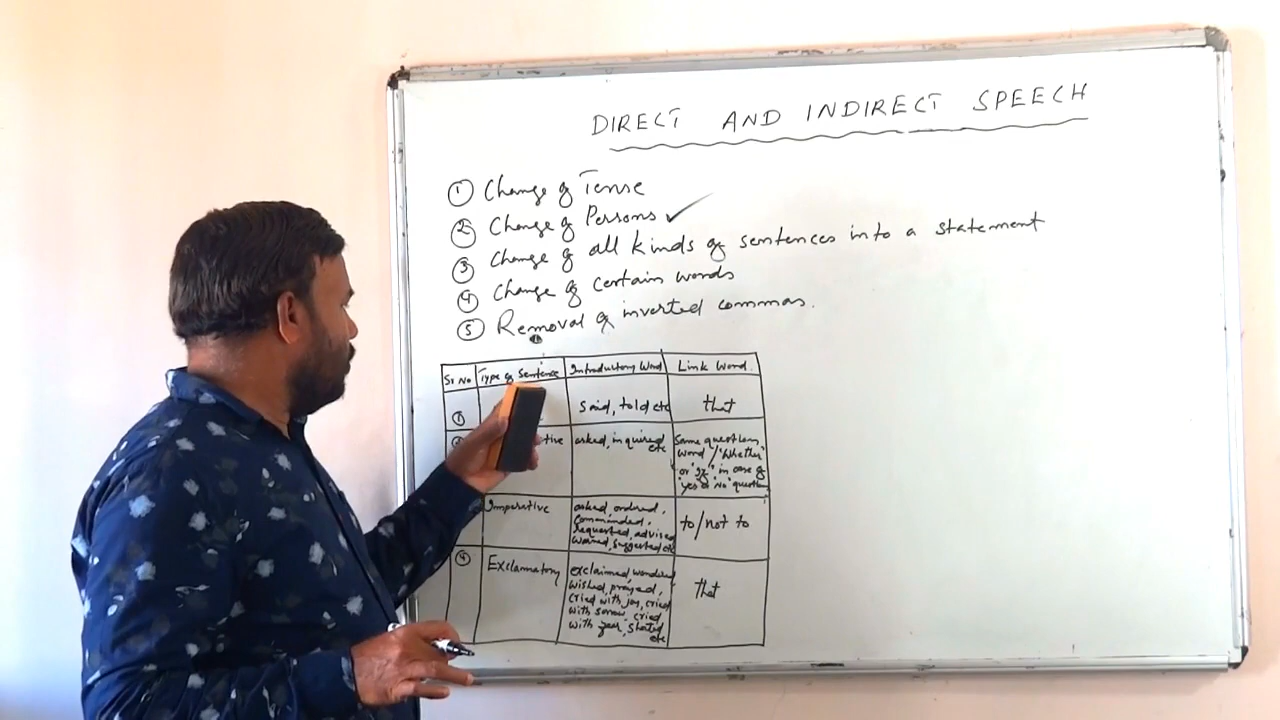 DIRECT AND INDIRECT SPEECH
① Change of Tense
② Change of Persons ✓
③ Change of all kinds of sentences into a statement
④ Change of certain words
⑤ Removal of inverted commas.
Sr No Type of Sentence Introductory Word Link Word.
① said, told etc that
tive asked, inquired etc Same question word / "Whether" or "If" in case of 'yes or No' question
Imperative asked, ordered, commanded, requested, advised warned, suggested etc to/not to
④ Exclamatory exclaimed, wondered wished, prayed, cried with joy, cried with sorrow, cried with fear, etc that